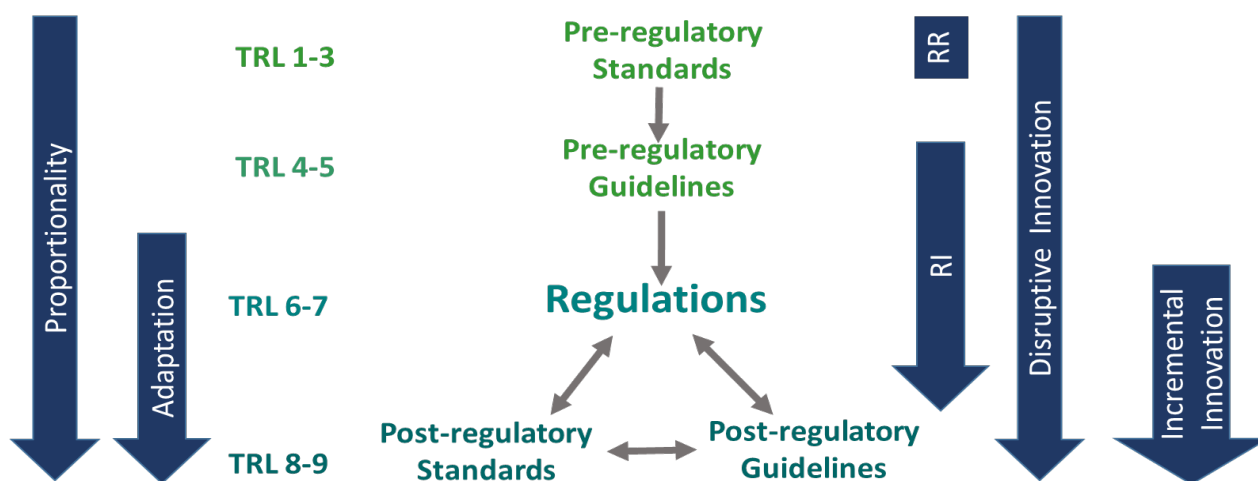 Proportionality
Adaptation
TRL 1-3
TRL 4-5
TRL 6-7
TRL 8-9
Pre-regulatory
Standards
Pre-regulatory
Guidelines
Regulations
Post-regulatory
Standards
Post-regulatory
Guidelines
RR
RI
Disruptive Innovation
Incremental
Innovation